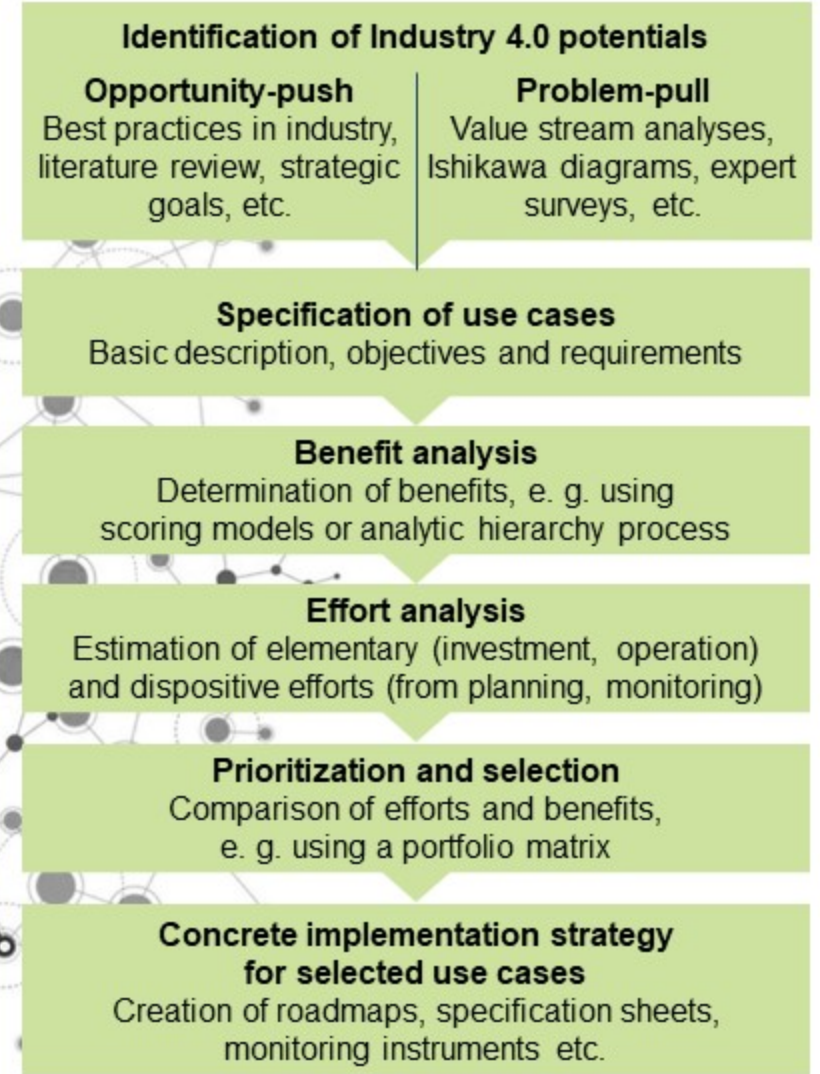 Identification of Industry 4.0 potentials
Opportunity-push
Best practices in industry,
literature review, strategic
goals, etc.
Problem-pull
Value stream analyses,
Ishikawa diagrams, expert
surveys, etc.
Specification of use cases
Basic description, objectives and requirements
Benefit analysis
Determination of benefits, e. g. using
scoring models or analytic hierarchy process
Effort analysis
Estimation of elementary (investment, operation)
and dispositive efforts (from planning, monitoring)
Prioritization and selection
Comparison of efforts and benefits,
e. g. using a portfolio matrix
Concrete implementation strategy
for selected use cases
Creation of roadmaps, specification sheets,
monitoring instruments etc.